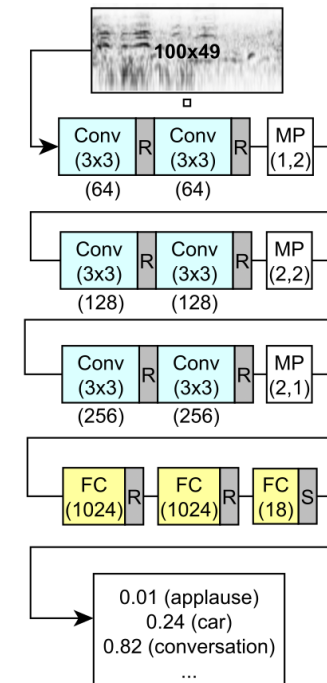 100x49
Conv R Conv R MP
(3x3) (3x3) (1,2)
(64) (64)
Conv R Conv R MP
(3x3) (3x3) (2,2)
(128) (128)
Conv R Conv R MP
(3x3) (3x3) (2,1)
(256) (256)
FC R FC R FC S
(1024) (1024) (18)
0.01 (applause)
0.24 (car)
0.82 (conversation)
...